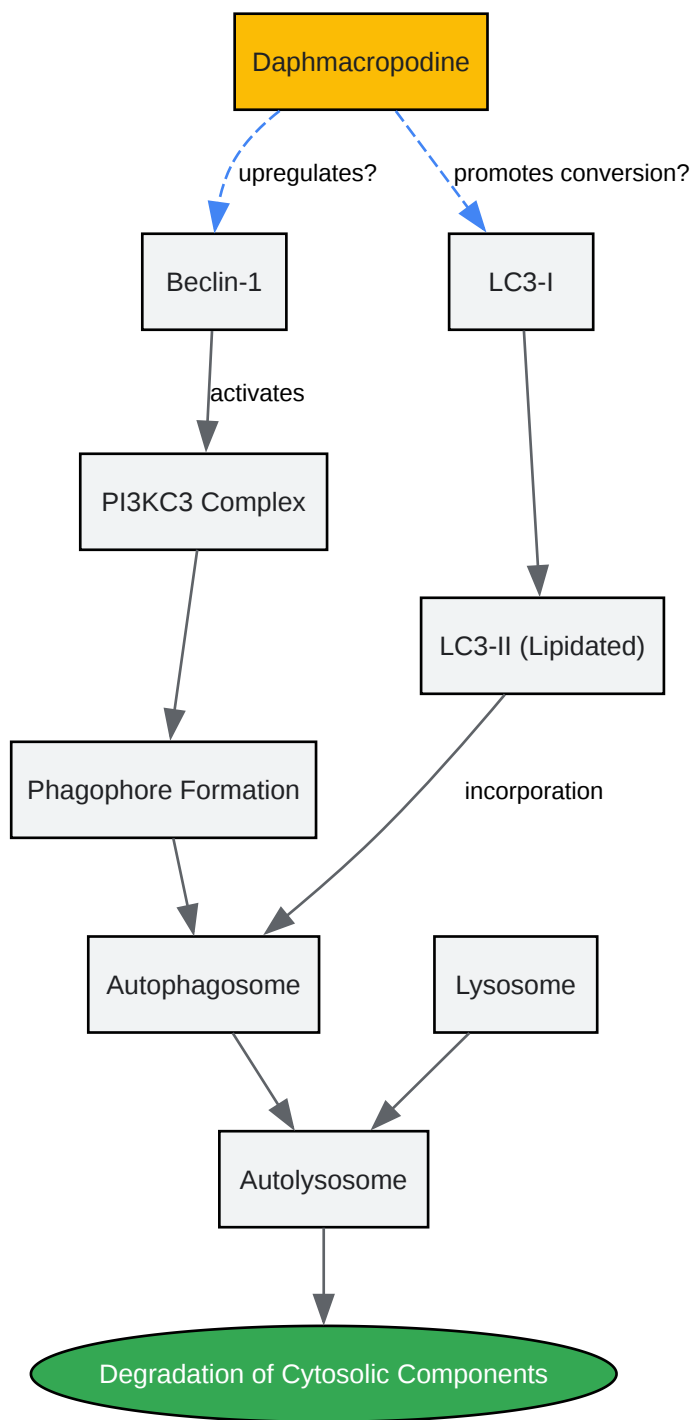 Daphmacropodine
upregulates?
promotes conversion?
Beclin-1
LC3-I
activates
PI3KC3 Complex
LC3-II (Lipidated)
Phagophore Formation
incorporation
Autophagosome
Lysosome
Autolysosome
Degradation of Cytosolic Components